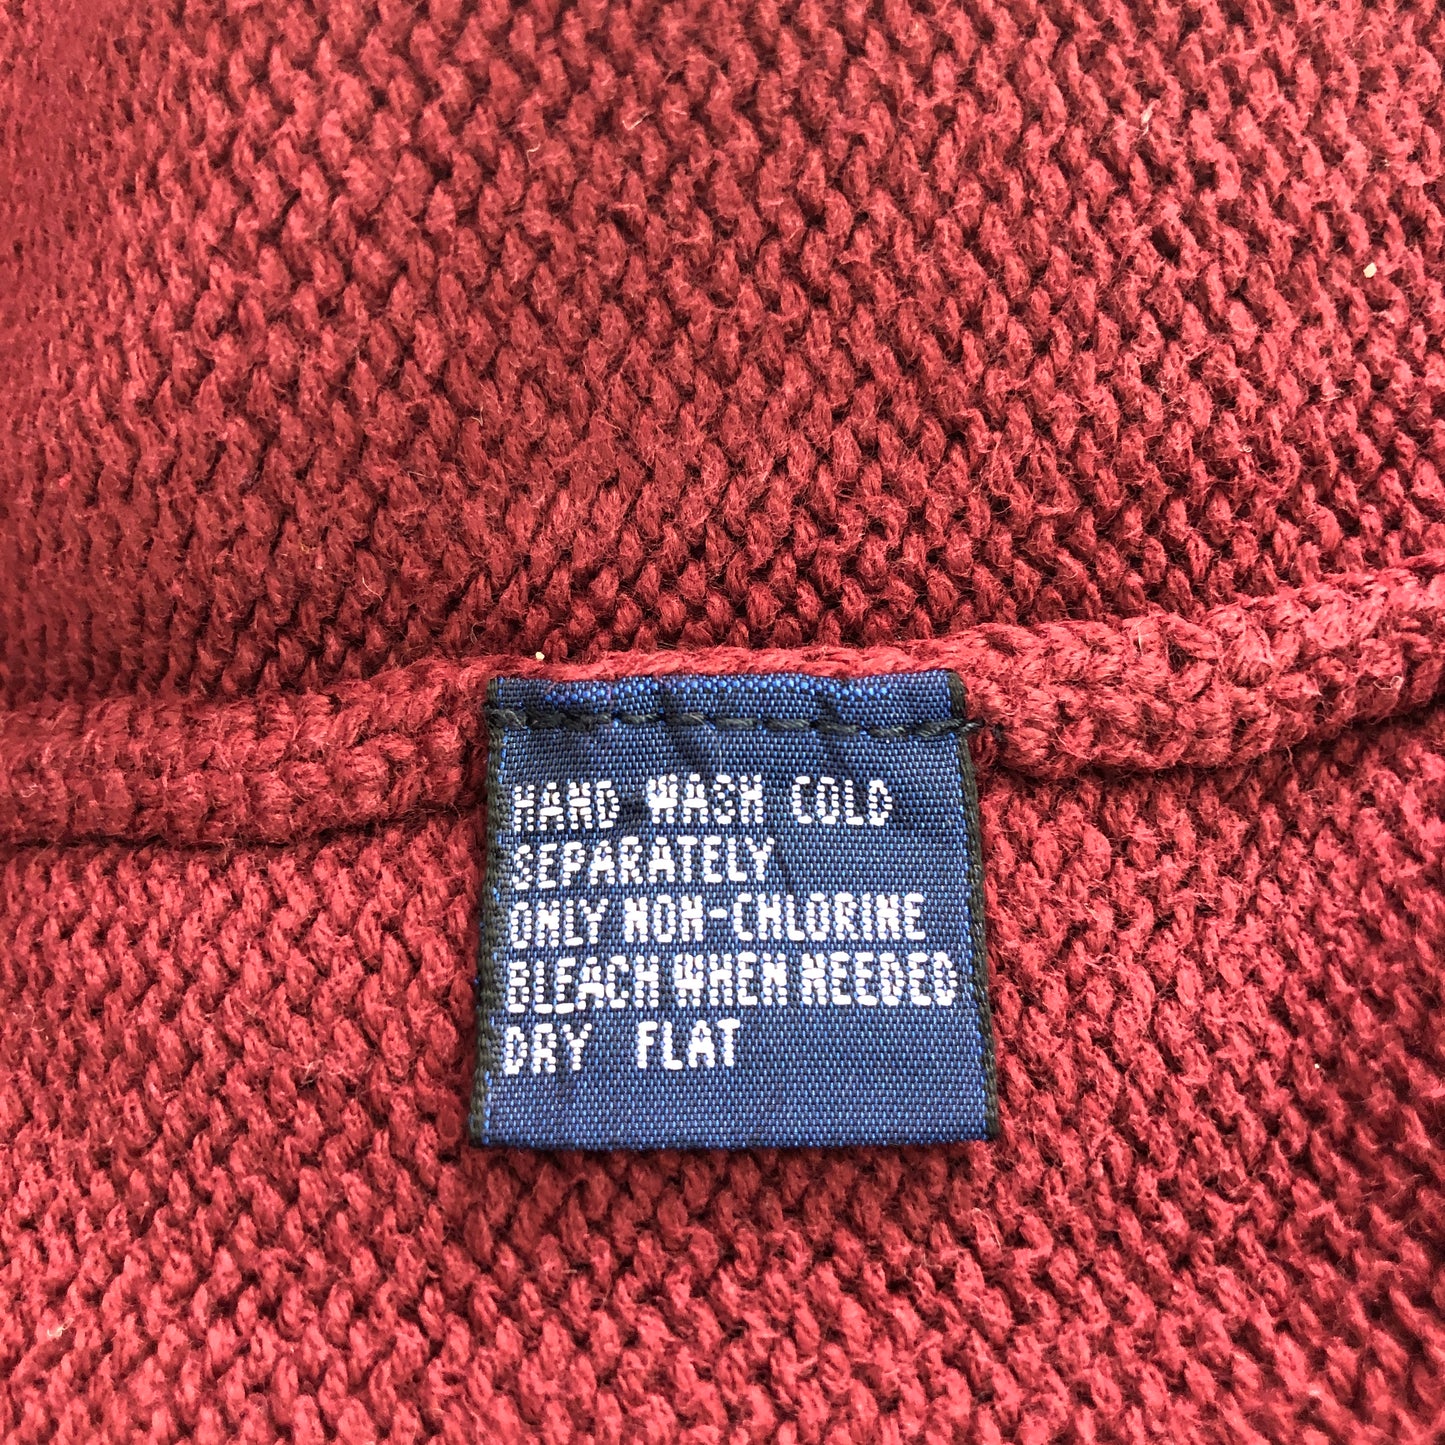 HAND WASH COLD
SEPARATELY
ONLY NON-CHLORINE
BLEACH WHEN NEEDED
DRY FLAT